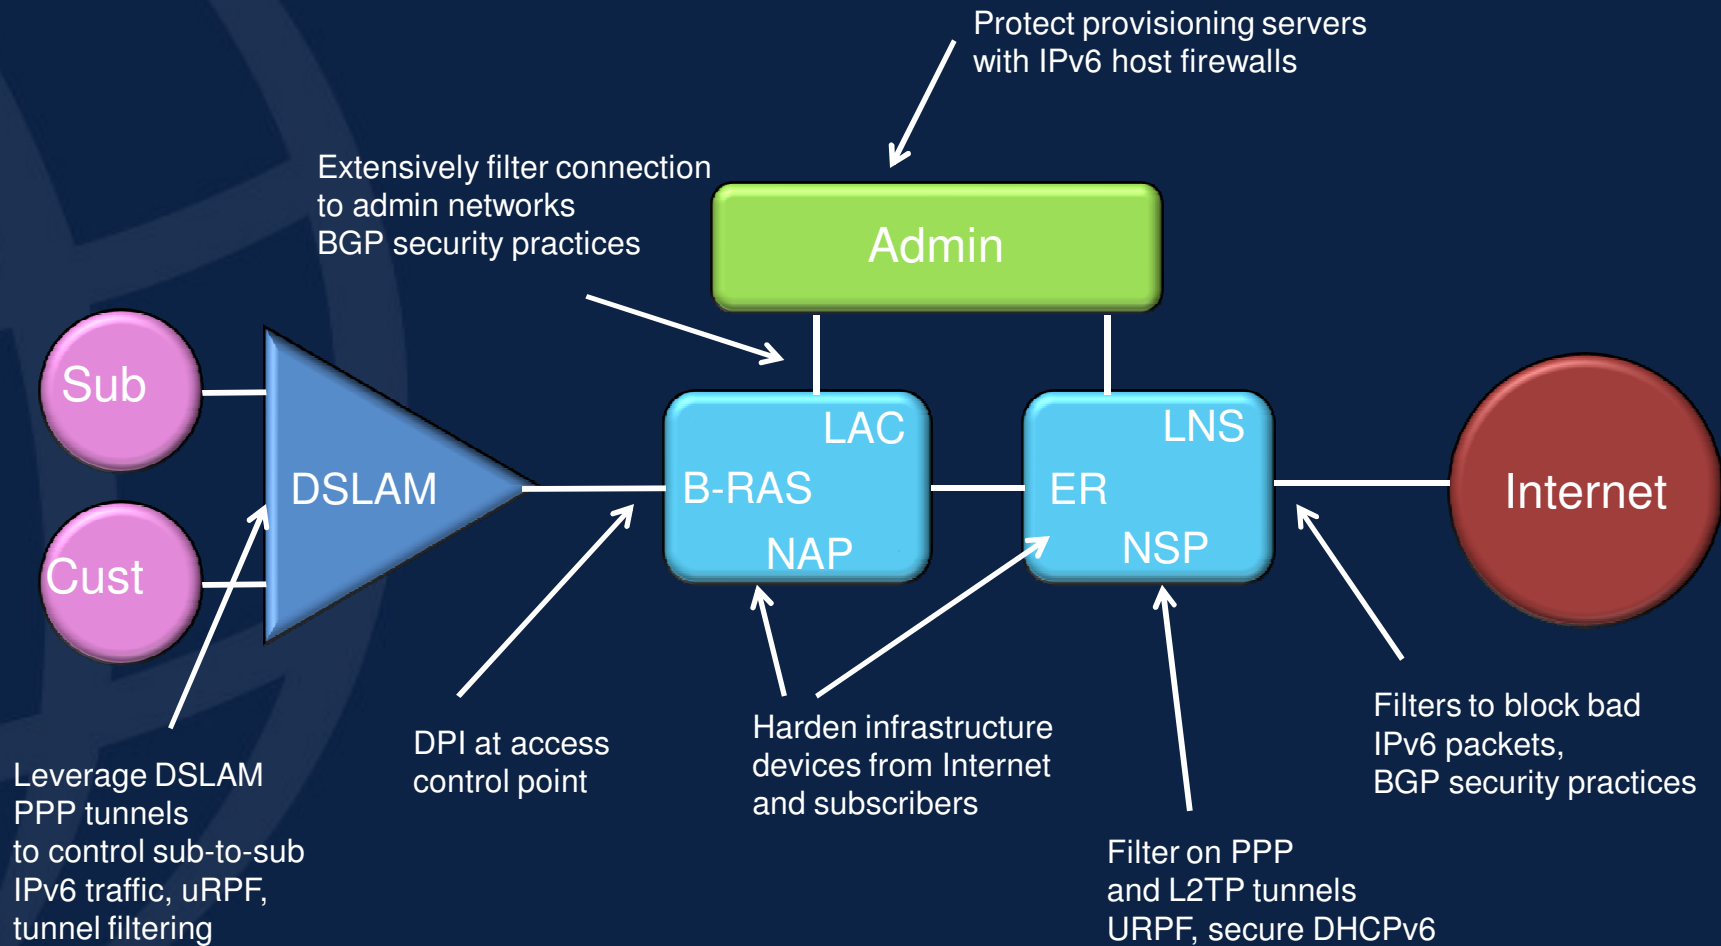 Protect provisioning servers
with IPv6 host firewalls
Extensively filter connection
to admin networks
BGP security practices
Admin
Sub
Cust
DSLAM
LAC
B-RAS
NAP
LNS
ER
NSP
Internet
Leverage DSLAM
PPP tunnels
to control sub-to-sub
IPv6 traffic, uRPF,
tunnel filtering
DPI at access
control point
Harden infrastructure
devices from Internet
and subscribers
Filter on PPP
and L2TP tunnels
URPF, secure DHCPv6
Filters to block bad
IPv6 packets,
BGP security practices